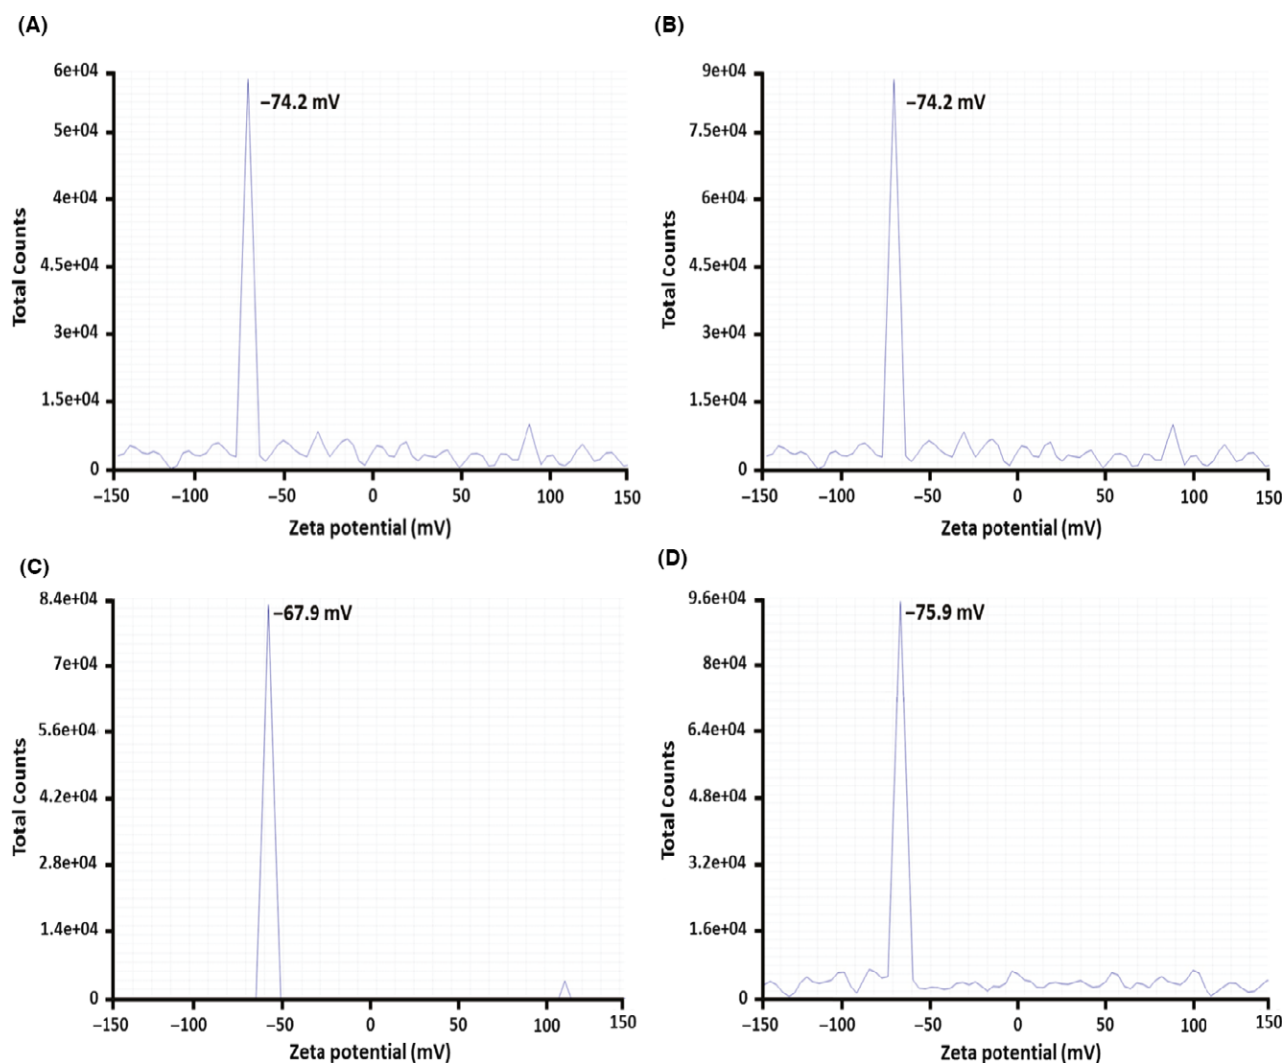 (A)
(B)
6e+04
−74.2 mV
5e+04
4e+04
4.5e+04
3e+04
1.5e+04
0
Total Counts
−150 −100 −50 0 50 100 150
Zeta potential (mV)
9e+04
−74.2 mV
7.5e+04
6e+04
4.5e+04
3e+04
1.5e+04
0
Total Counts
−150 −100 −50 0 50 100 150
Zeta potential (mV)
(C)
(D)
8.4e+04
−67.9 mV
7e+04
5.6e+04
4.2e+04
2.8e+04
1.4e+04
0
Total Counts
−150 −100 −50 0 50 100 150
Zeta potential (mV)
9.6e+04
−75.9 mV
8e+04
6.4e+04
4.8e+04
3.2e+04
1.6e+04
0
Total Counts
−150 −100 −50 0 50 100 150
Zeta potential (mV)